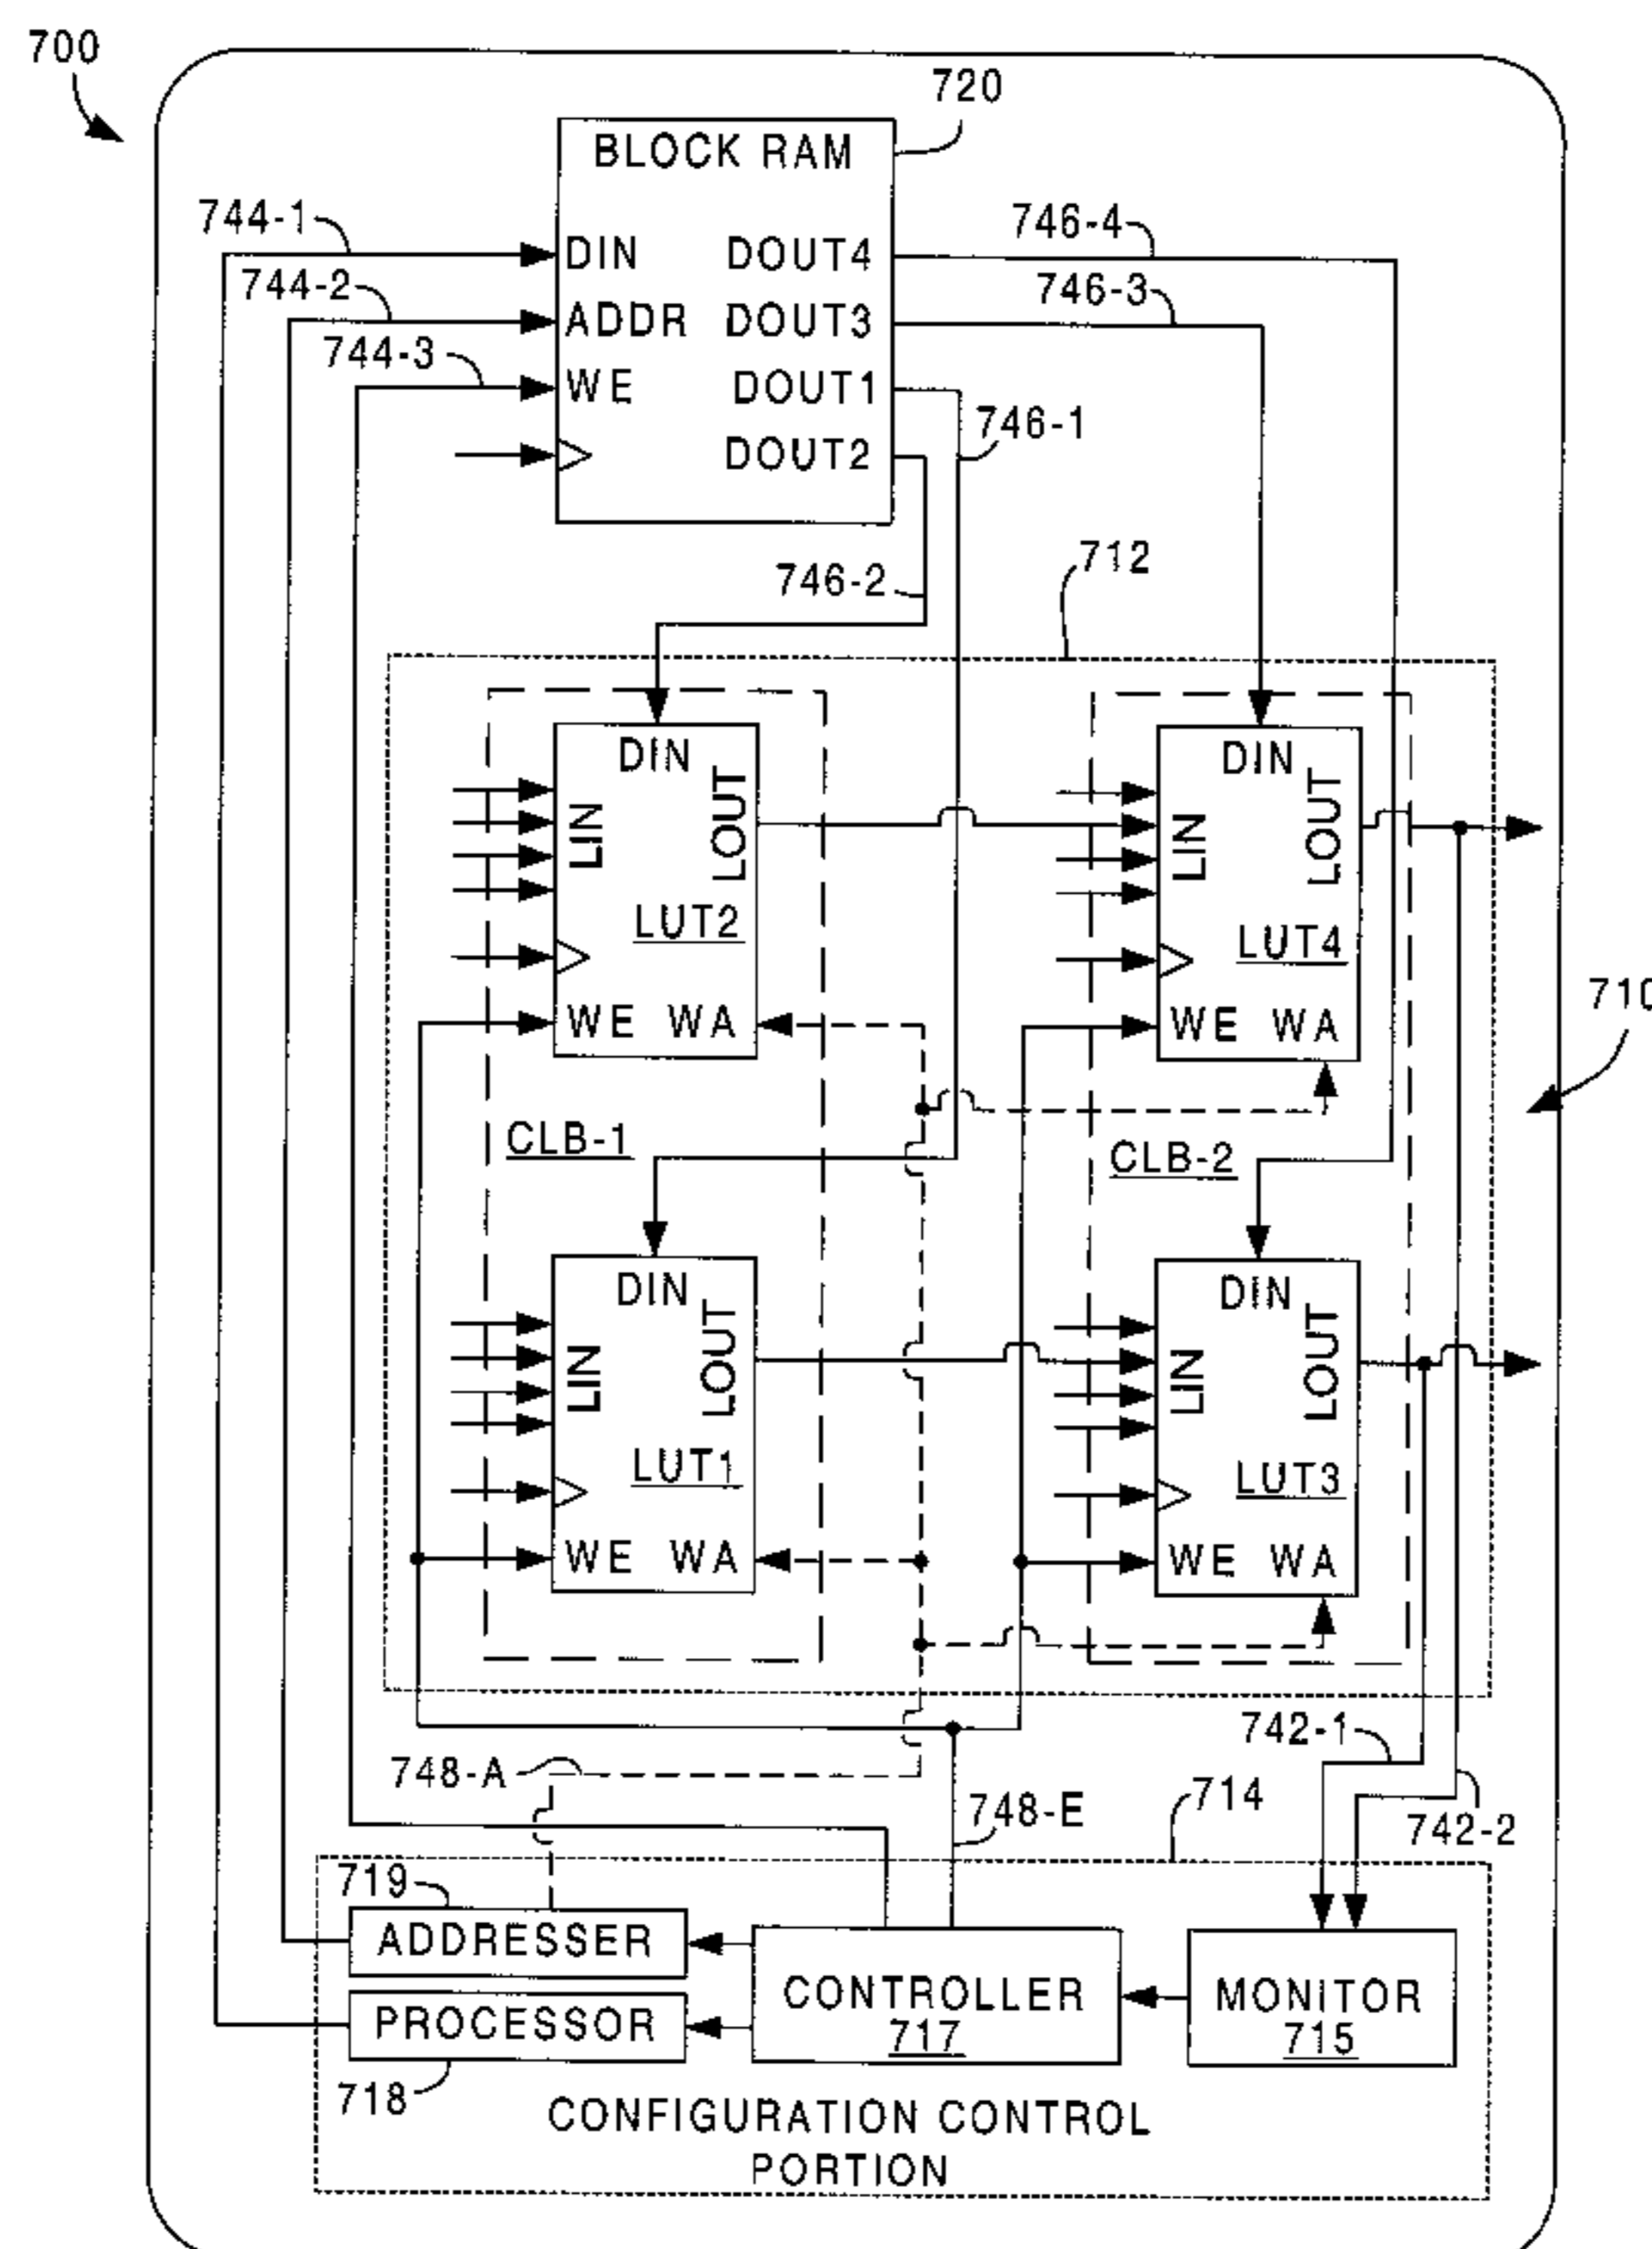 700
720
BLOCK RAM
744-1
746-4
DIN DOUT4
744-2
746-3
ADDR DOUT3
744-3
WE DOUT1
746-1
DOUT2
712
746-2
DIN
DIN
LIN
LOUT
LIN
LOUT
LUT2
LUT4
710
WE WA
WE WA
CLB-1
CLB-2
DIN
DIN
LIN
LOUT
LIN
LOUT
LUT1
LUT3
WE WA
WE WA
742-1
748-A
714
748-E
742-2
719
ADDRESSER
CONTROLLER
717
MONITOR
715
PROCESSOR
718
CONFIGURATION CONTROL
PORTION